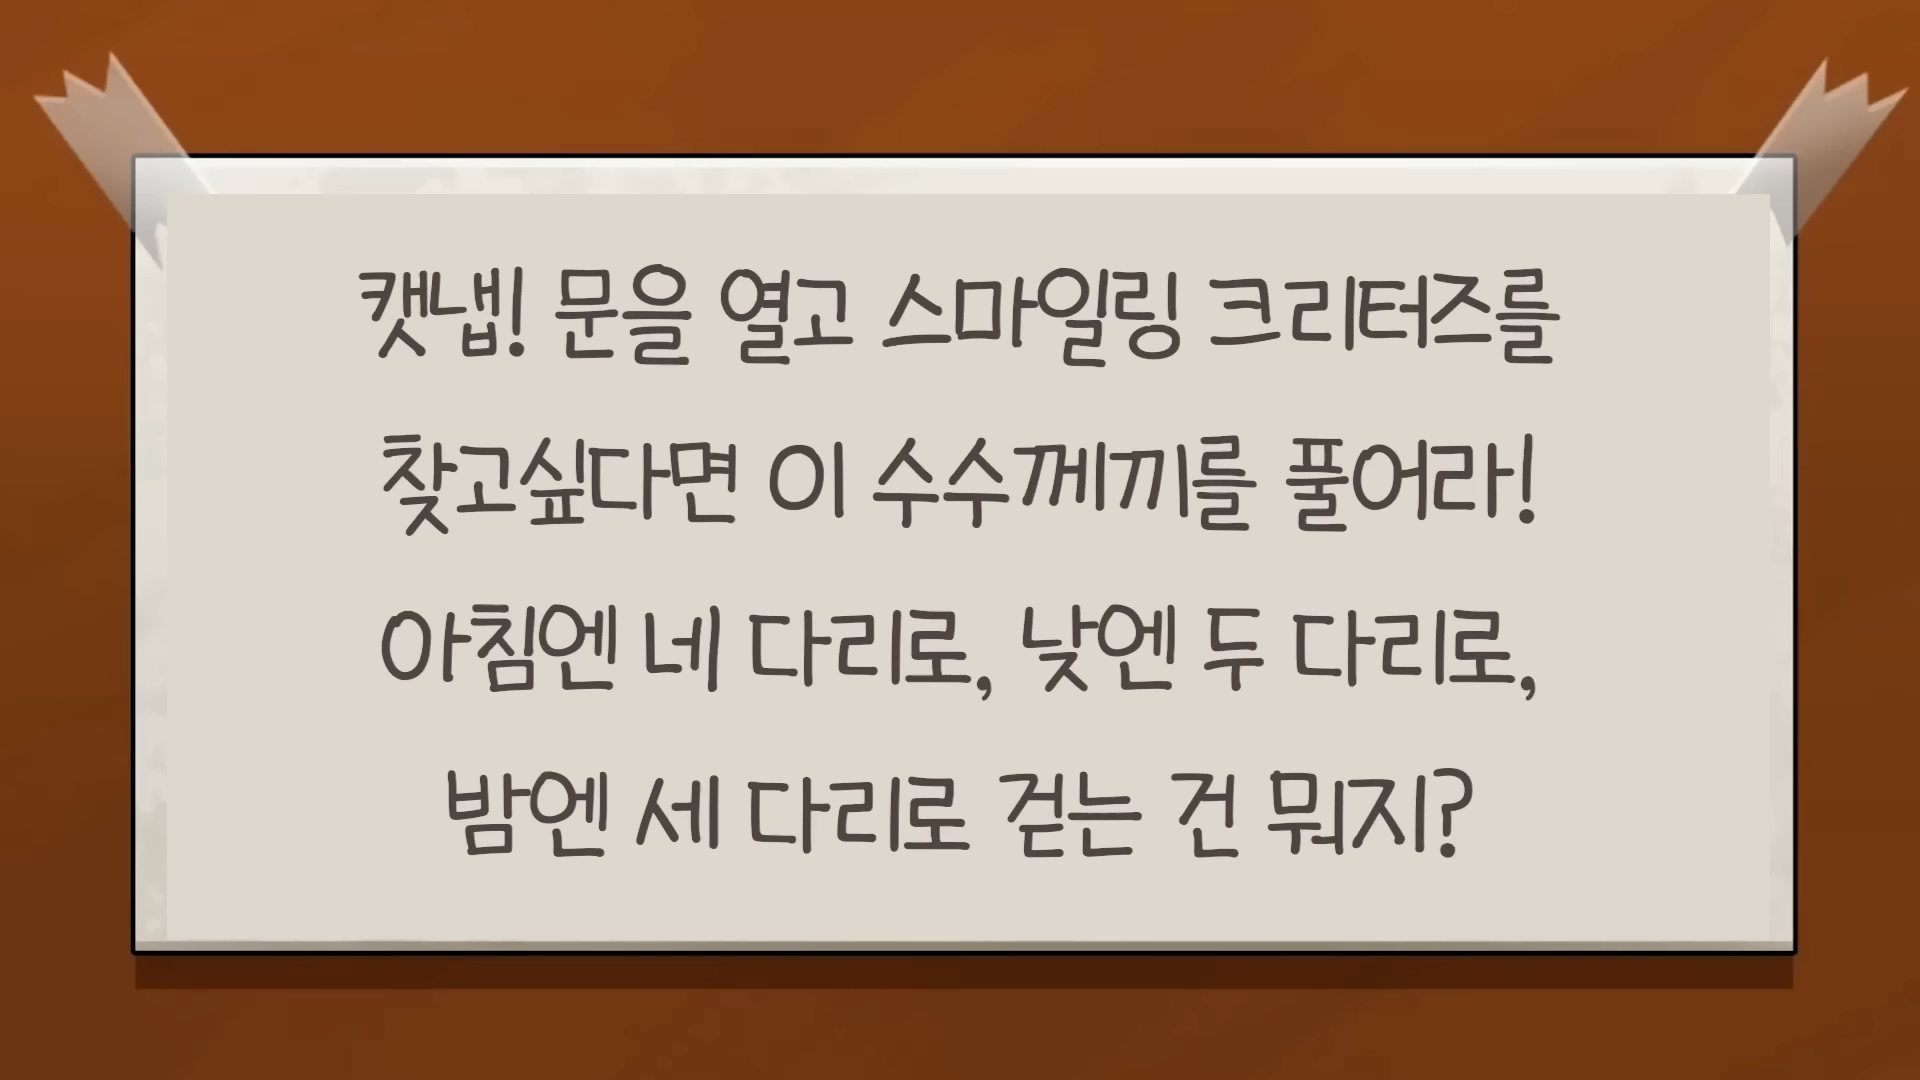 캣냅! 문을 열고 스마일링 크리터즈를
찾고싶다면 이 수수께끼를 풀어라!
아침엔 네 다리로, 낮엔 두 다리로,
밤엔 세 다리로 걷는 건 뭐지?